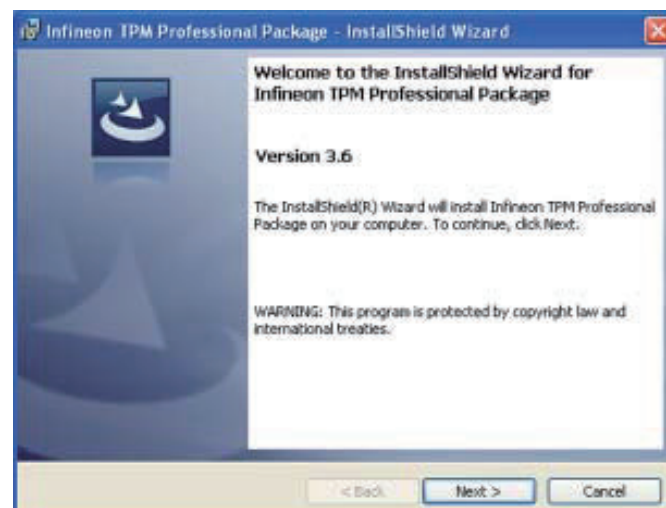 Infineon TPM Professional Package - InstallShield Wizard
Welcome to the InstallShield Wizard for
Infineon TPM Professional Package
Version 3.6
The InstallShield(R) Wizard will install Infineon TPM Professional
Package on your computer. To continue, click Next.
WARNING: This program is protected by copyright law and
international treaties.
< Back Next > Cancel